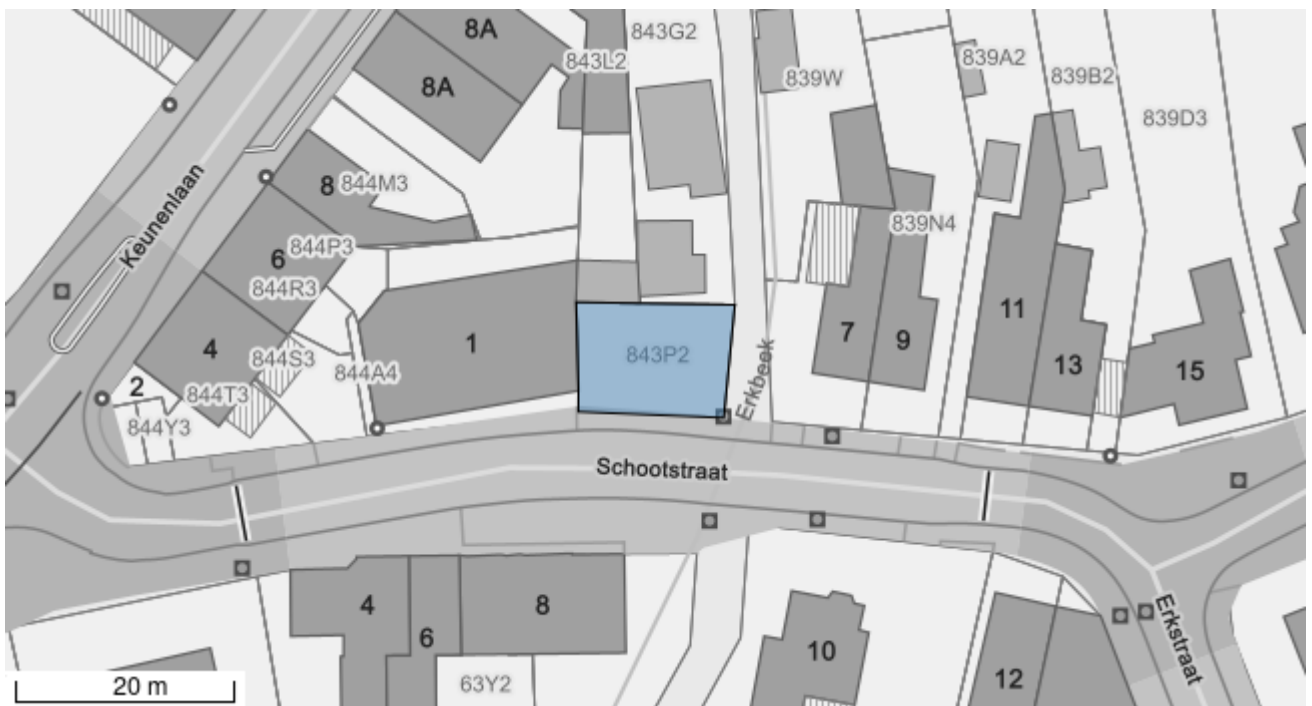 8A
843G2
843L2
8A
839W
839A2
839B2
839D3
8
844M3
Keunenlaan
6
844P3
839N4
844R3
11
7
9
4
1
843P2
13
15
844S3
844A4
Erkbeek
2
844T3
844Y3
Schootstraat
4
6
8
Erkstraat
10
12
63Y2
20 m